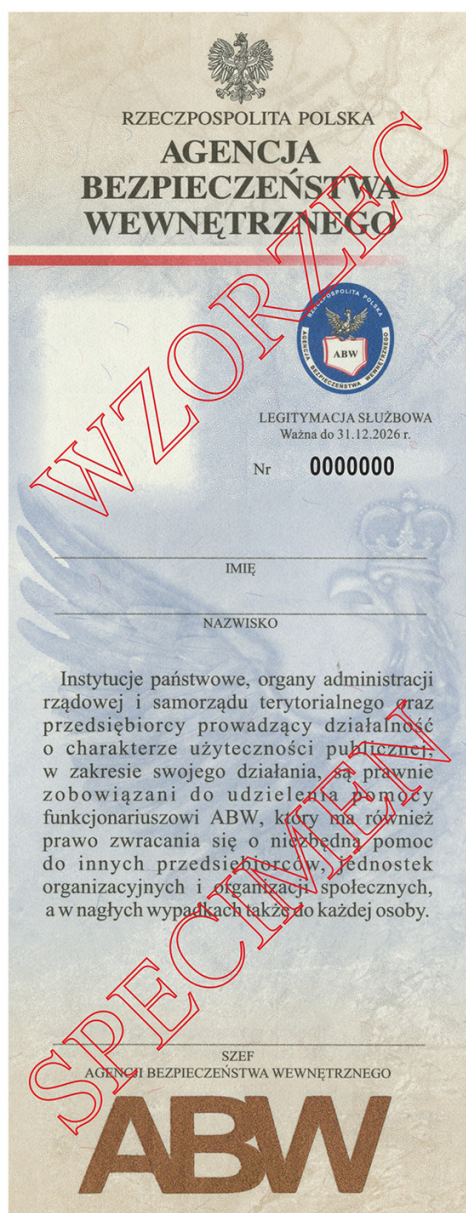 RZECZPOSPOLITA POLSKA
AGENCJA
BEZPIECZEŃSTWA
WEWNĘTRZNEGO
WZORZEC
RZECZPOSPOLITA POLSKA
ABW
AGENCJA BEZPIECZEŃSTWA WEWNĘTRZNEGO
LEGITYMACJA SŁUŻBOWA
Ważna do 31.12.2026 r.
Nr 0000000
IMIĘ
NAZWISKO
Instytucje państwowe, organy administracji
rządowej i samorządu terytorialnego oraz
przedsiębiorcy prowadzący działalność
o charakterze użyteczności publicznej,
w zakresie swojego działania, są prawnie
zobowiązani do udzielenia pomocy
funkcjonariuszowi ABW, który ma również
prawo zwracania się o niezbędną pomoc
do innych przedsiębiorców, jednostek
organizacyjnych i organizacji społecznych,
a w nagłych wypadkach także do każdej osoby.
SPECIMEN
SZEF
AGENCJI BEZPIECZEŃSTWA WEWNĘTRZNEGO
ABW